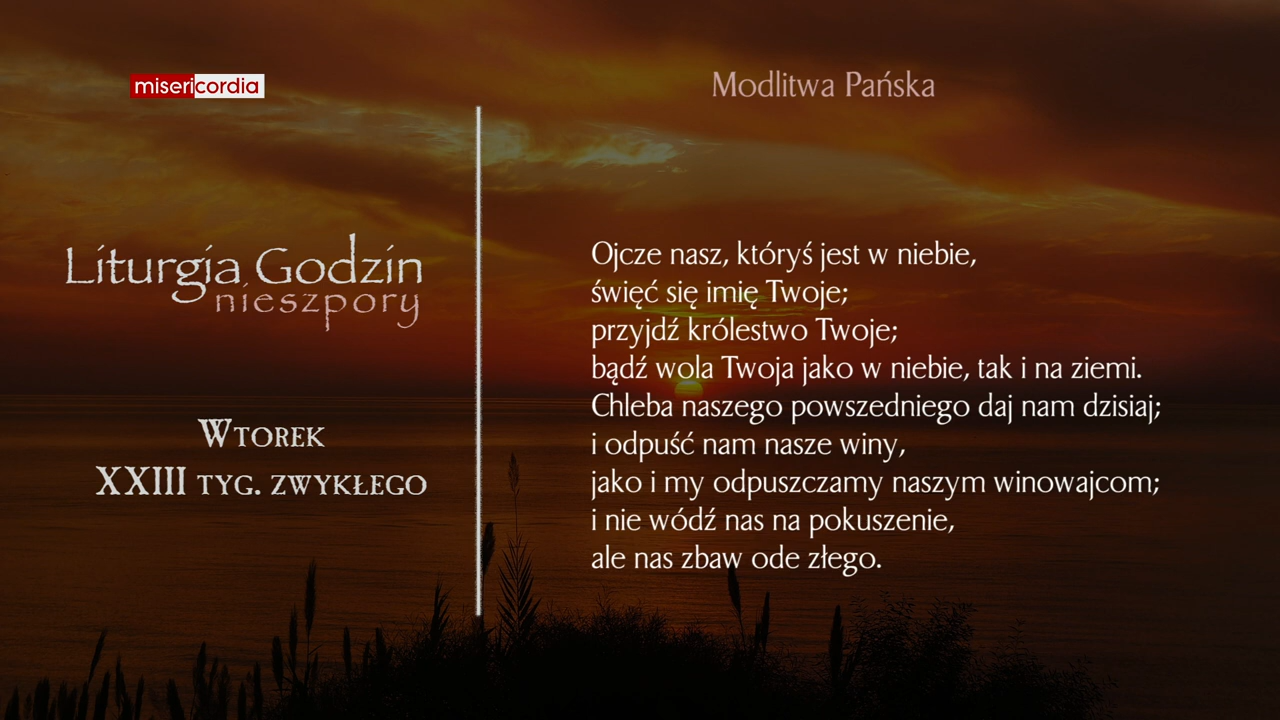 misericordia
Liturgia Godzin
nieszpory
Wtorek
XXIII tyg. zwykłego
Modlitwa Pańska
Ojcze nasz, któryś jest w niebie,
święć się imię Twoje;
przyjdź królestwo Twoje;
bądź wola Twoja jako w niebie, tak i na ziemi.
Chleba naszego powszedniego daj nam dzisiaj;
i odpuść nam nasze winy,
jako i my odpuszczamy naszym winowajcom;
i nie wódź nas na pokuszenie,
ale nas zbaw ode złego.